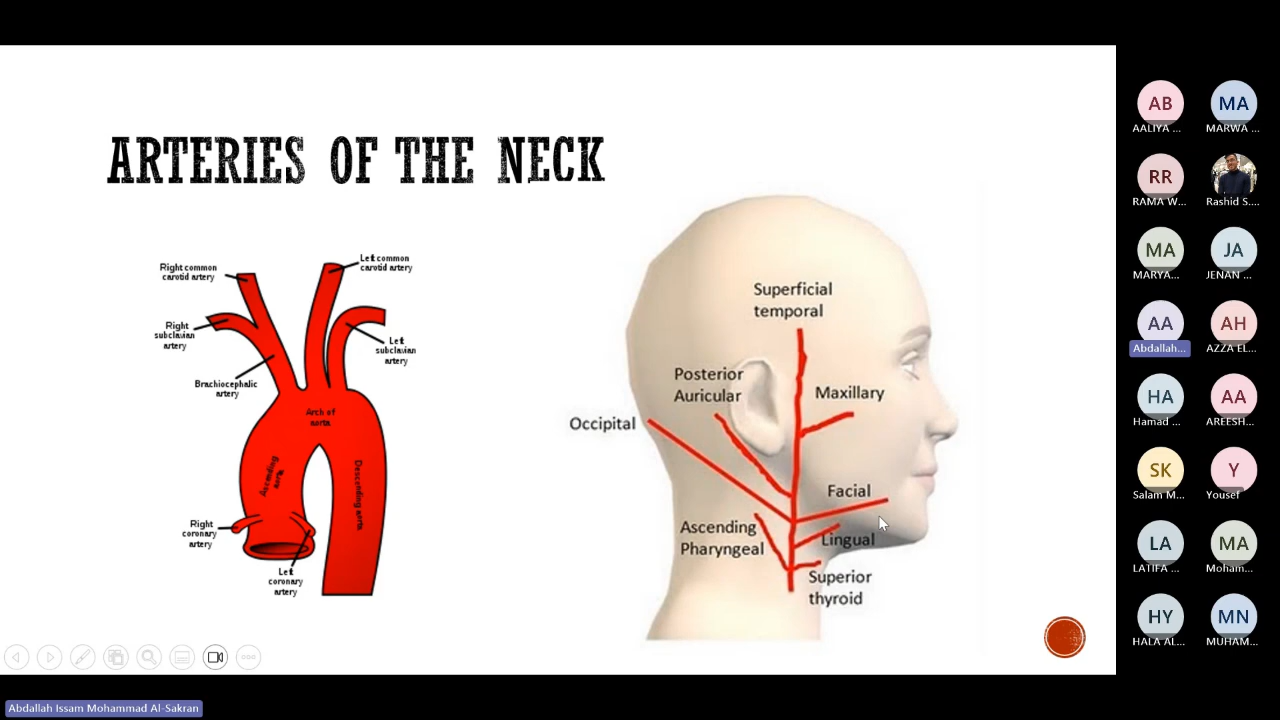 ARTERIES OF THE NECK
Right common
carotid artery
Left common
carotid artery
Right
subclavian
artery
Left
subclavian
artery
Brachiocephalic
artery
Arch of
aorta
Ascending
aorta
Descending aorta
Right
coronary
artery
Left
coronary
artery
Superficial
temporal
Posterior
Auricular
Maxillary
Occipital
Facial
Ascending
Pharyngeal
Lingual
Superior
thyroid
AB
AALIYA ...
MA
MARWA ...
RR
RAMA W...
Rashid S....
MA
MARYA...
JA
JENAN ...
AA
Abdallah...
AH
AZZA EL...
HA
Hamad ...
AA
AREESH...
SK
Salam M...
Y
Yousef
LA
LATIFA ...
MA
Moham...
HY
HALA AL...
MN
MUHAM...
Abdallah Issam Mohammad Al-Sakran